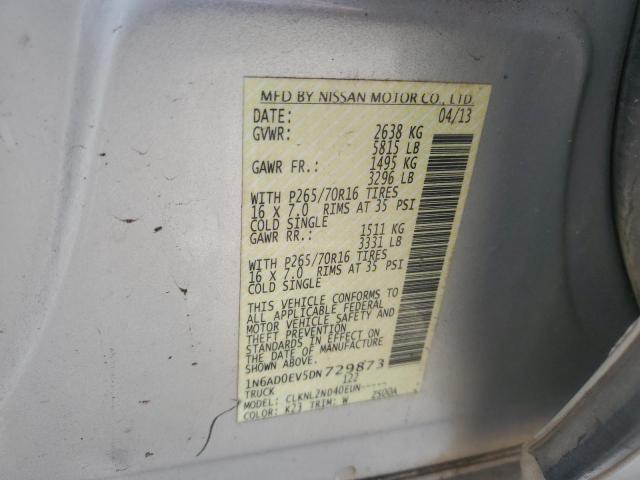 MFD BY NISSAN MOTOR CO., LTD.
DATE: 04/13
GVWR: 2638 KG
5815 LB
GAWR FR.: 1495 KG
3296 LB
WITH P265/70R16 TIRES
16 X 7.0 RIMS AT 35 PSI
COLD SINGLE
GAWR RR.: 1511 KG
3331 LB
WITH P265/70R16 TIRES
16 X 7.0 RIMS AT 35 PSI
COLD SINGLE
THIS VEHICLE CONFORMS TO
ALL APPLICABLE FEDERAL
MOTOR VEHICLE SAFETY AND
THEFT PREVENTION
STANDARDS IN EFFECT ON
THE DATE OF MANUFACTURE
SHOWN ABOVE.
1N6AD0EV5DN729873
TRUCK 122
MODEL: CLKNLZND40EUN-----
COLOR: K23 TRIM: W 2S00A